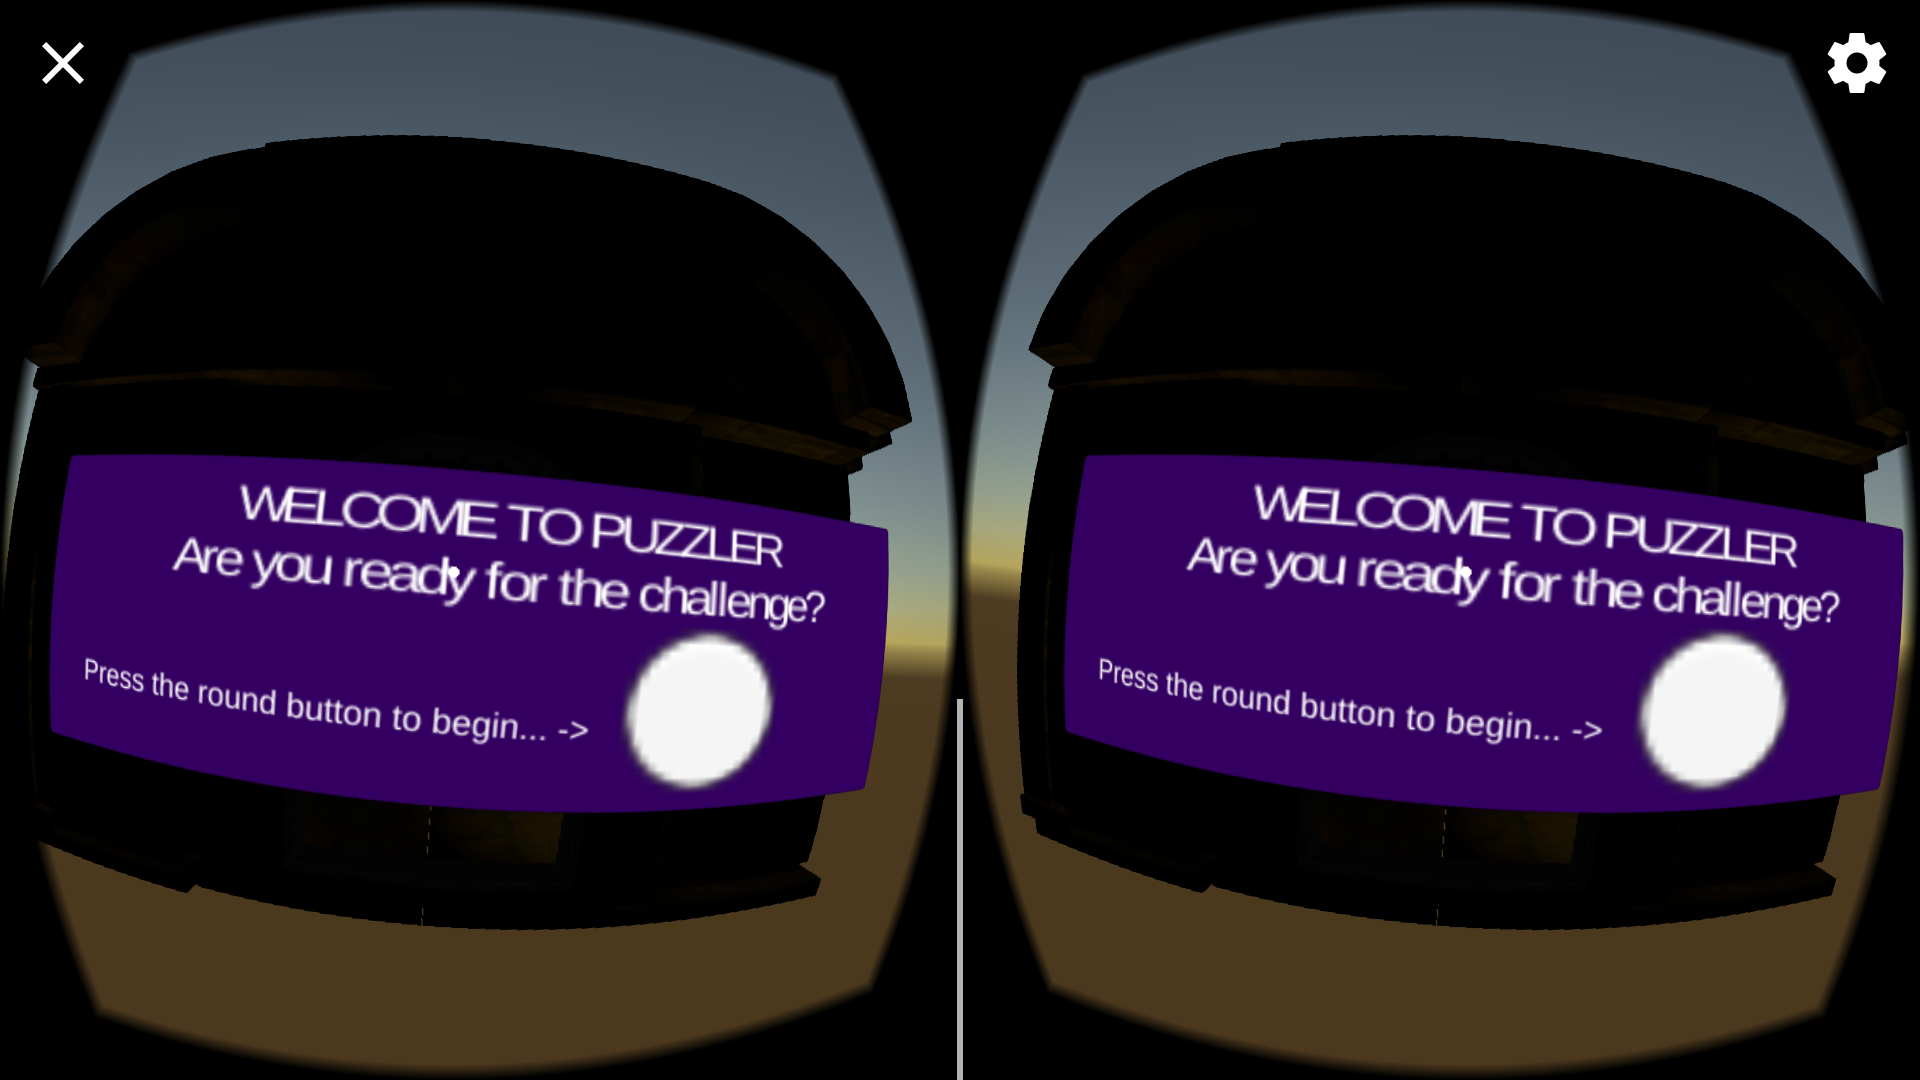 WELCOME TO PUZZLER
Are you ready for the challenge?
Press the round button to begin... ->
WELCOME TO PUZZLER
Are you ready for the challenge?
Press the round button to begin... ->